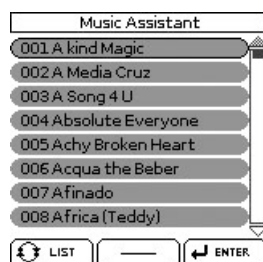 Music Assistant
001 A kind Magic
002 A Media Cruz
003 A Song 4 U
004 Absolute Everyone
005 Achy Broken Heart
006 Acqua the Beber
007 Afinado
008 Africa (Teddy)
LIST ENTER